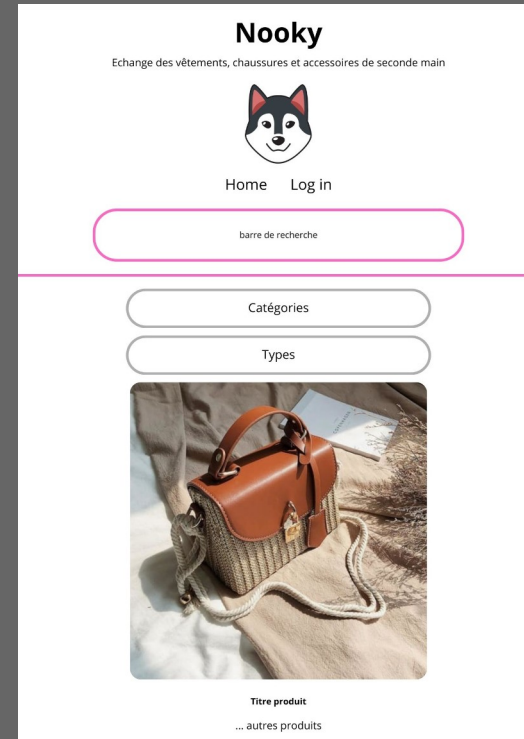 Nooky
Echange des vêtements, chaussures et accessoires de seconde main
Home Log in
barre de recherche
Catégories
Types
Titre produit
... autres produits